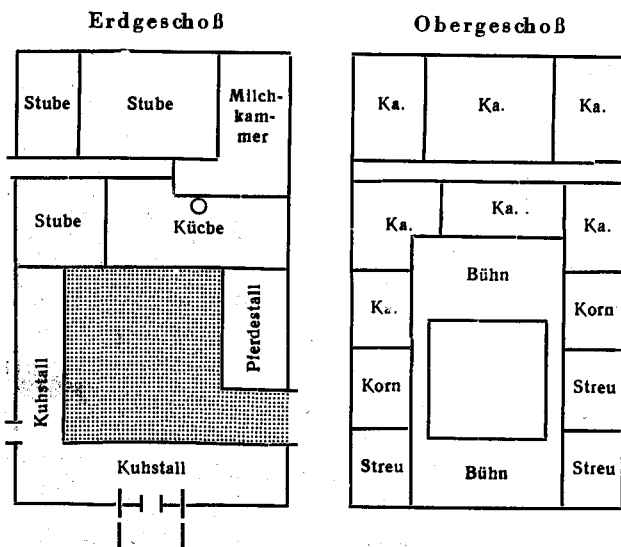 Erdgeschoß
Obergeschoß
Stube
Stube
Milch-
kam-
mer
Stube
Küche
Pferdestall
Kuhstall
Kuhstall
Ka.
Ka.
Ka.
Ka.
Ka.
Ka.
Bühn
Ka.
Korn
Korn
Streu
Streu
Bühn
Streu